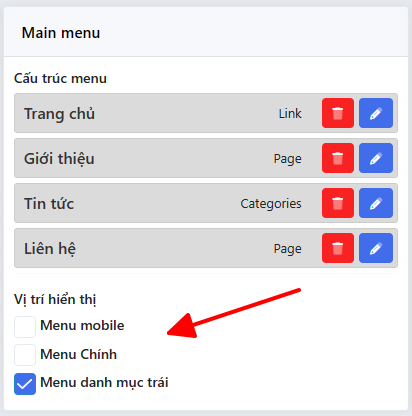 Main menu
Cấu trúc menu
Trang chủ Link
Giới thiệu Page
Tin tức Categories
Liên hệ Page
Vị trí hiển thị
Menu mobile
Menu Chính
Menu danh mục trái